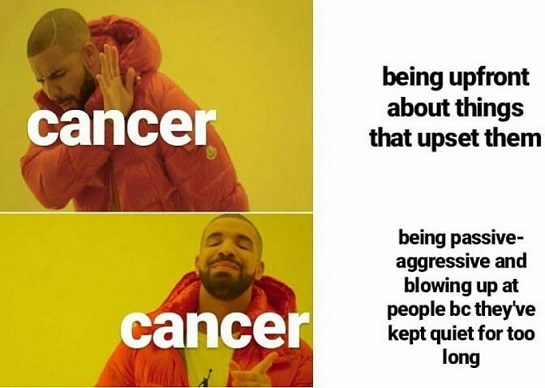 cancer
being upfront
about things
that upset them
cancer
being passive-
aggressive and
blowing up at
people bc they've
kept quiet for too
long